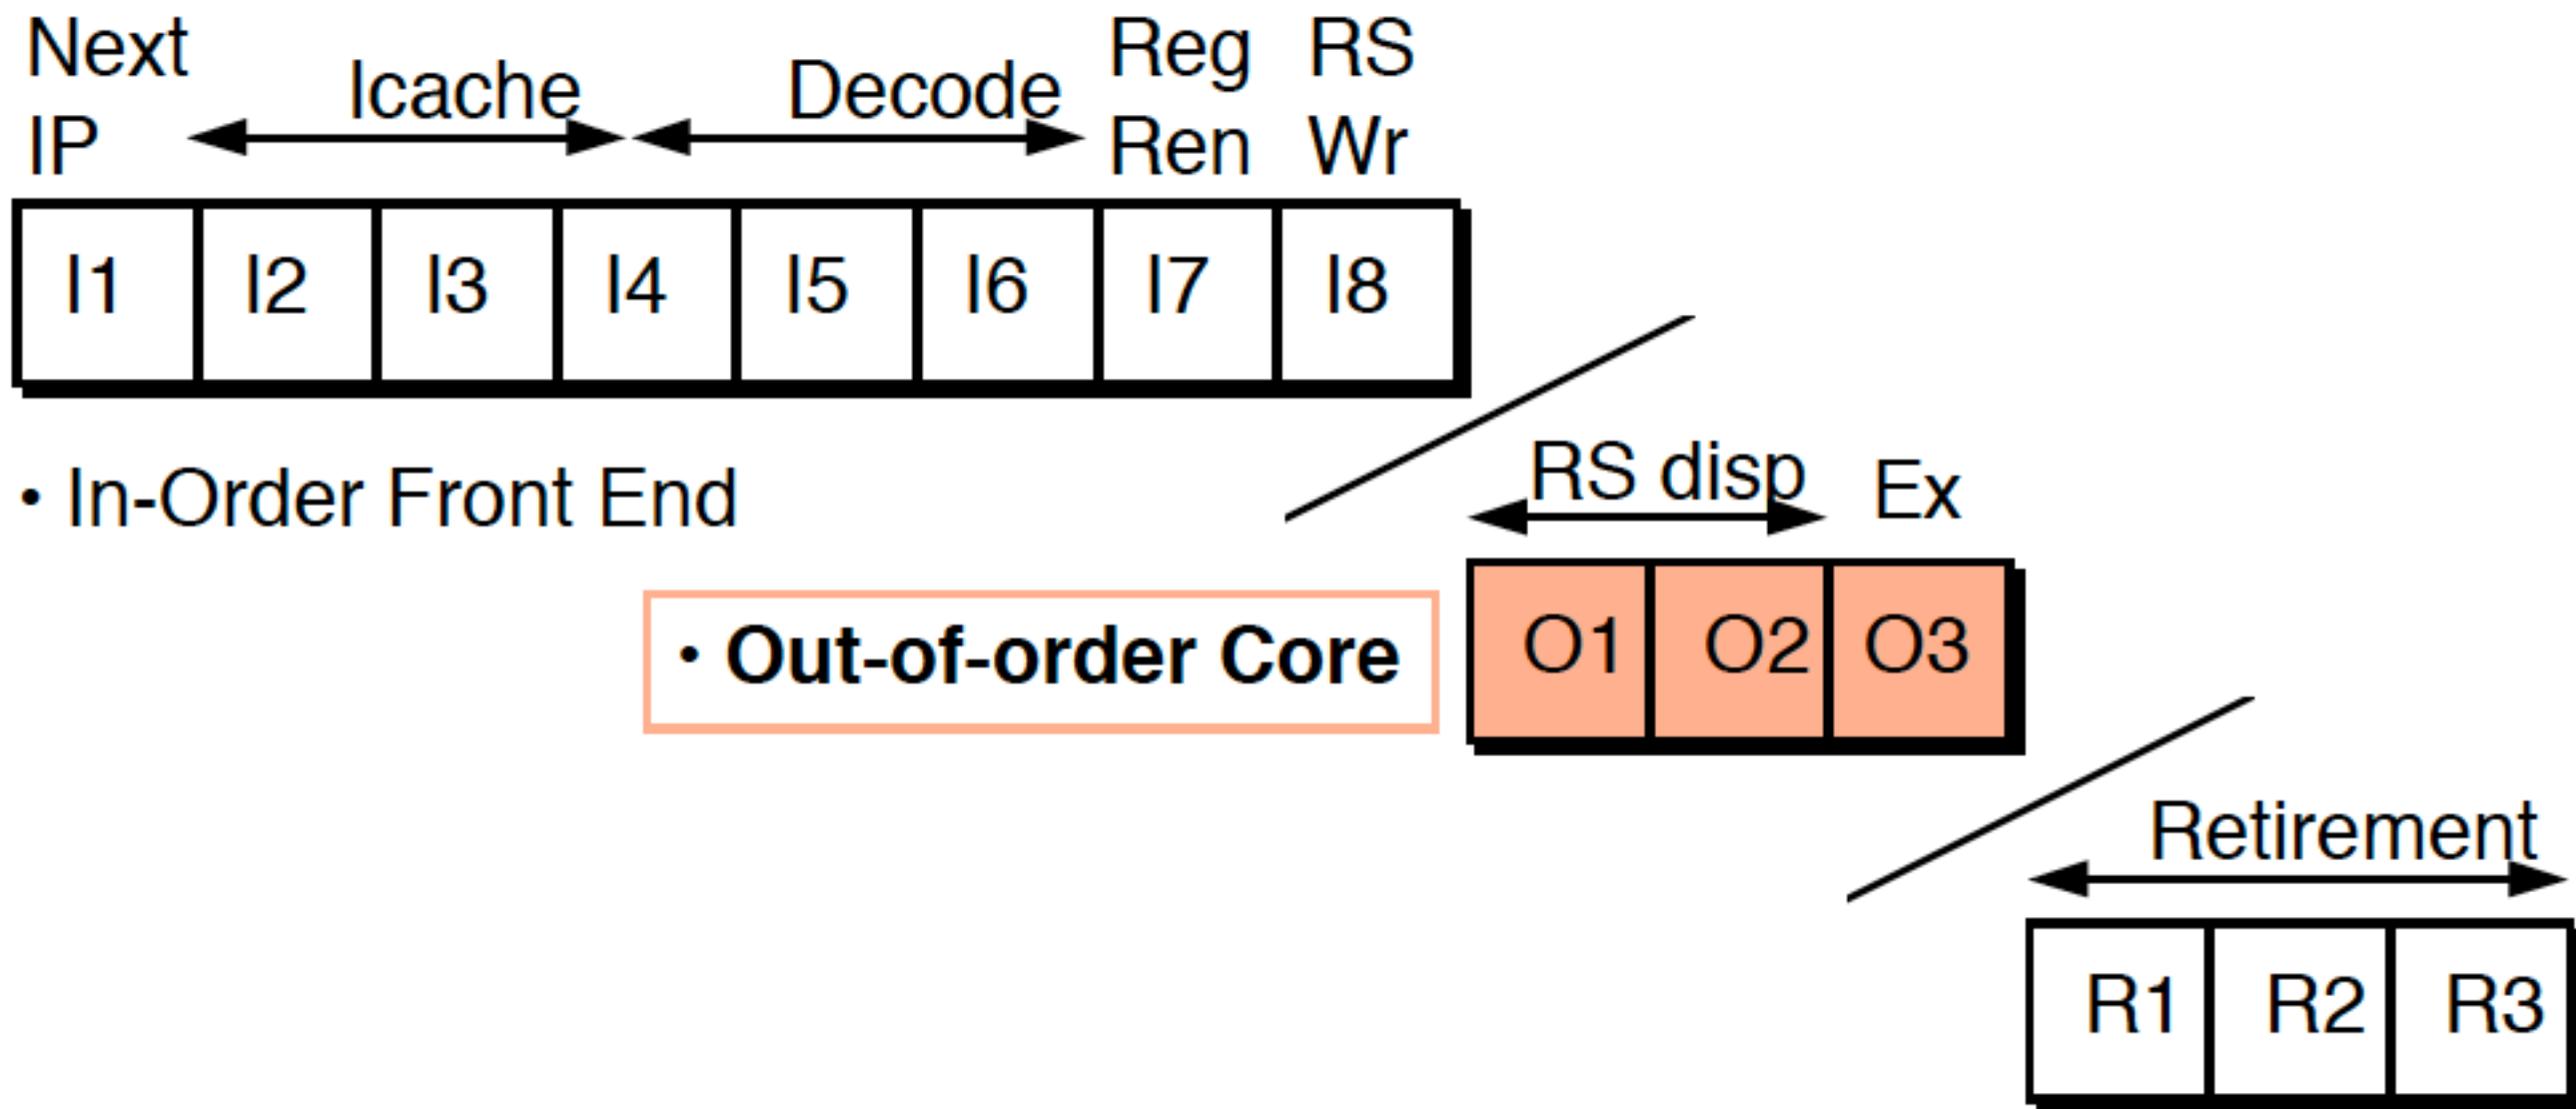 Next
IP
Icache
Decode
Reg
Ren
RS
Wr
I1 I2 I3 I4 I5 I6 I7 I8
• In-Order Front End
RS disp
Ex
• Out-of-order Core
O1 O2 O3
Retirement
R1 R2 R3